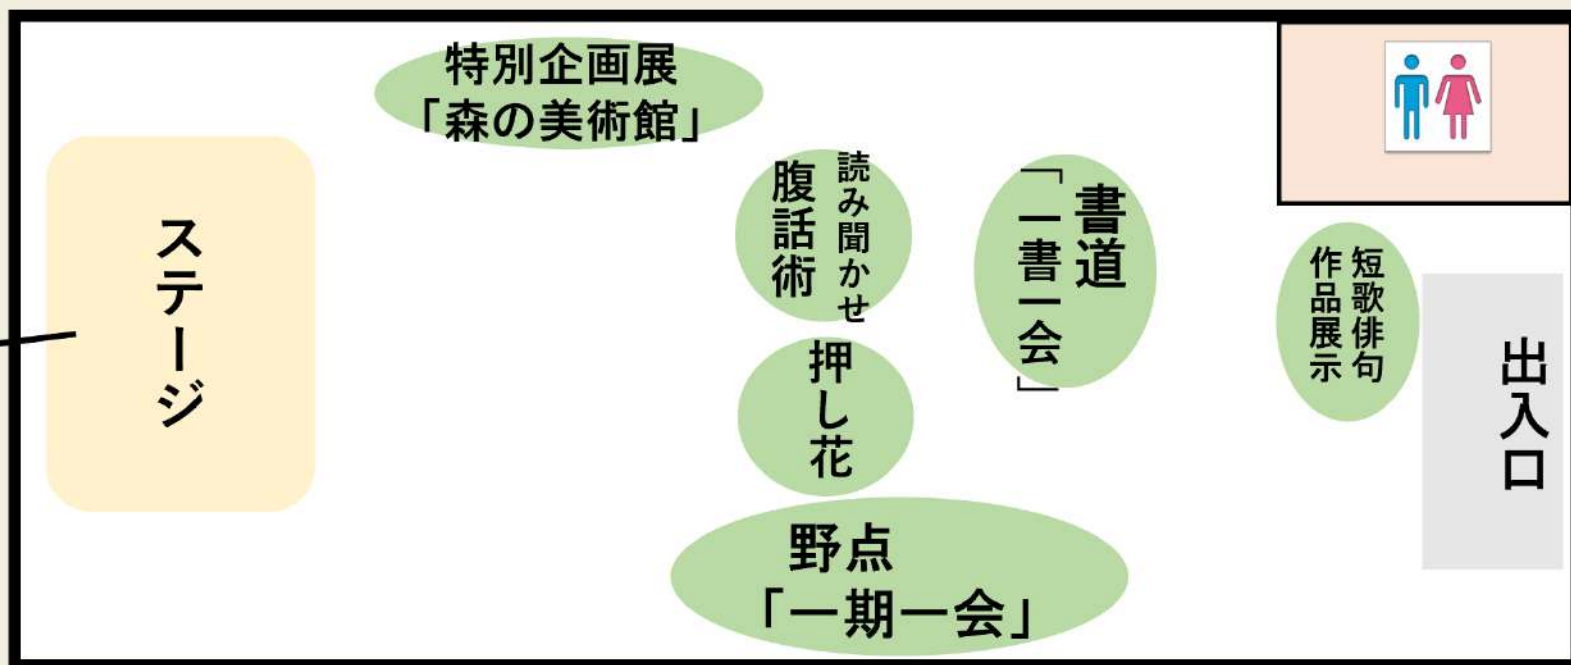 特別企画展
「森の美術館」
ステージ
読み聞かせ
腹話術
書道
「一書一会」
押し花
野点
「一期一会」
短歌俳句
作品展示
出入口